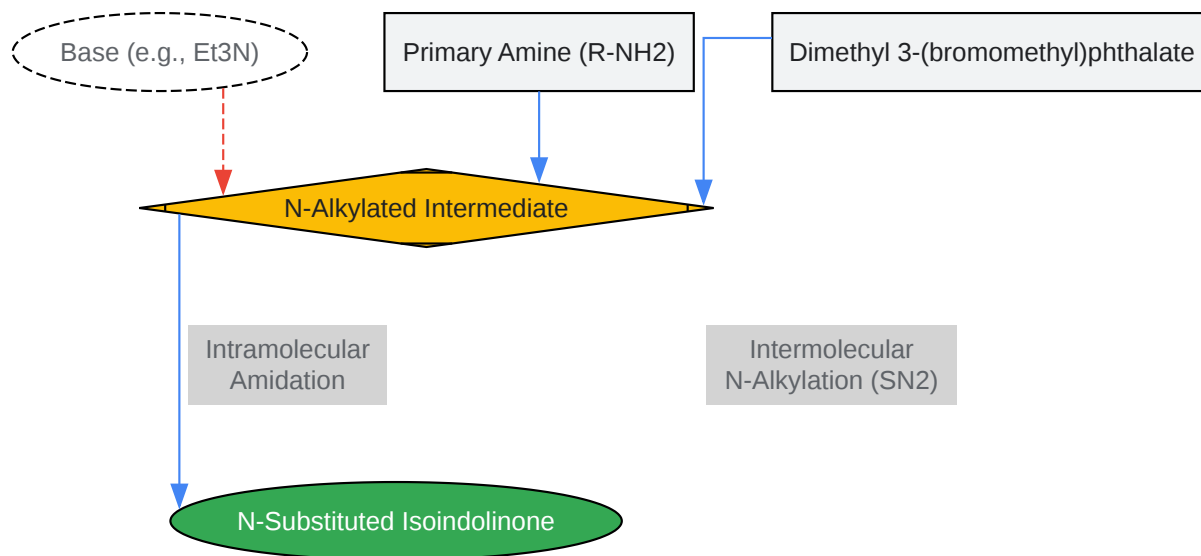 Base (e.g., Et3N)
Primary Amine (R-NH2)
Dimethyl 3-(bromomethyl)phthalate
N-Alkylated Intermediate
Intramolecular
Amidation
Intermolecular
N-Alkylation (SN2)
N-Substituted Isoindolinone